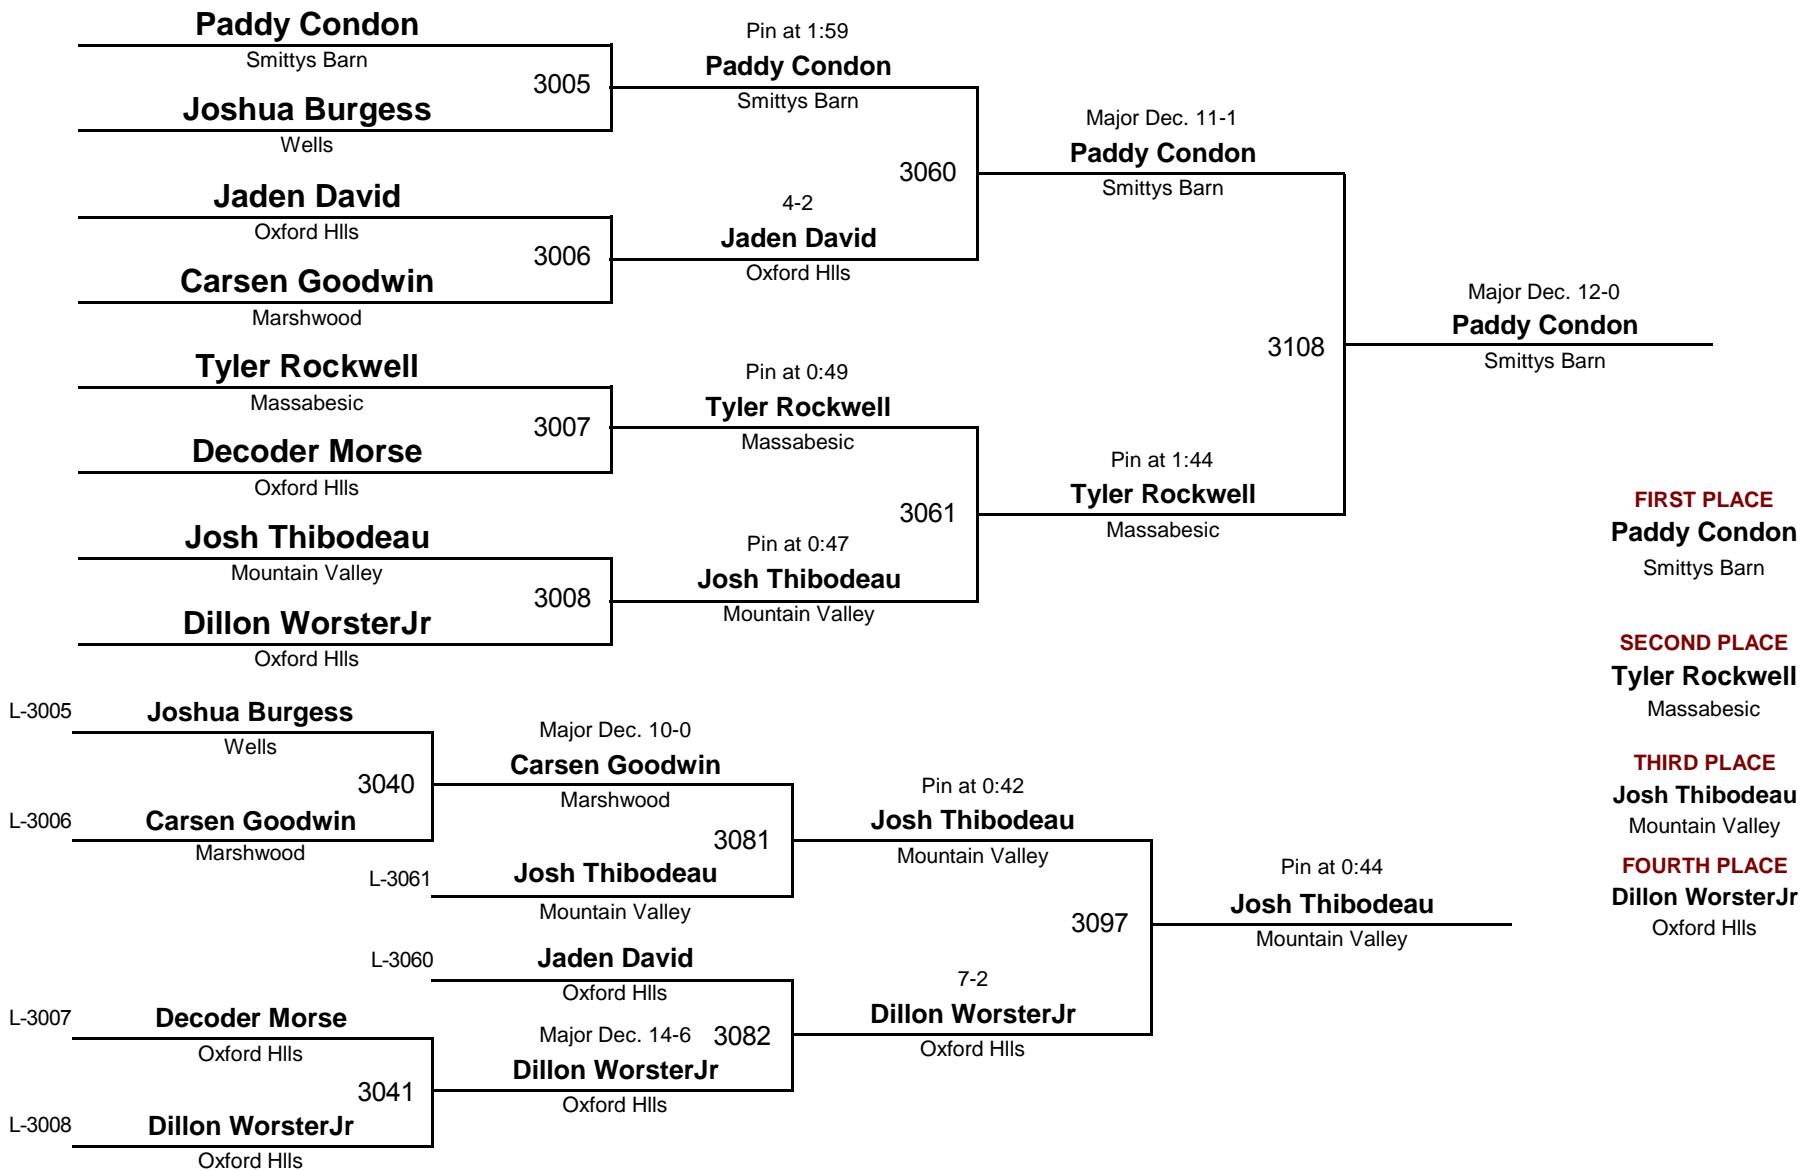 Paddy Condon
Smittys Barn
3005
Joshua Burgess
Wells
Jaden David
Oxford Hlls
3006
Carsen Goodwin
Marshwood
Tyler Rockwell
Massabesic
3007
Decoder Morse
Oxford Hlls
Josh Thibodeau
Mountain Valley
3008
Dillon WorsterJr
Oxford Hlls
Pin at 1:59
Paddy Condon
Smittys Barn
3060
4-2
Jaden David
Oxford Hlls
Pin at 0:49
Tyler Rockwell
Massabesic
3061
Pin at 0:47
Josh Thibodeau
Mountain Valley
Major Dec. 11-1
Paddy Condon
Smittys Barn
3108
Pin at 1:44
Tyler Rockwell
Massabesic
Major Dec. 12-0
Paddy Condon
Smittys Barn
L-3005
Joshua Burgess
Wells
3040
L-3006
Carsen Goodwin
Marshwood
L-3007
Decoder Morse
Oxford Hlls
3041
L-3008
Dillon WorsterJr
Oxford Hlls
Major Dec. 10-0
Carsen Goodwin
Marshwood
3081
L-3061
Josh Thibodeau
Mountain Valley
L-3060
Jaden David
Oxford Hlls
3082
Major Dec. 14-6
Dillon WorsterJr
Oxford Hlls
Pin at 0:42
Josh Thibodeau
Mountain Valley
3097
7-2
Dillon WorsterJr
Oxford Hlls
Pin at 0:44
Josh Thibodeau
Mountain Valley
FIRST PLACE
Paddy Condon
Smittys Barn
SECOND PLACE
Tyler Rockwell
Massabesic
THIRD PLACE
Josh Thibodeau
Mountain Valley
FOURTH PLACE
Dillon WorsterJr
Oxford Hlls